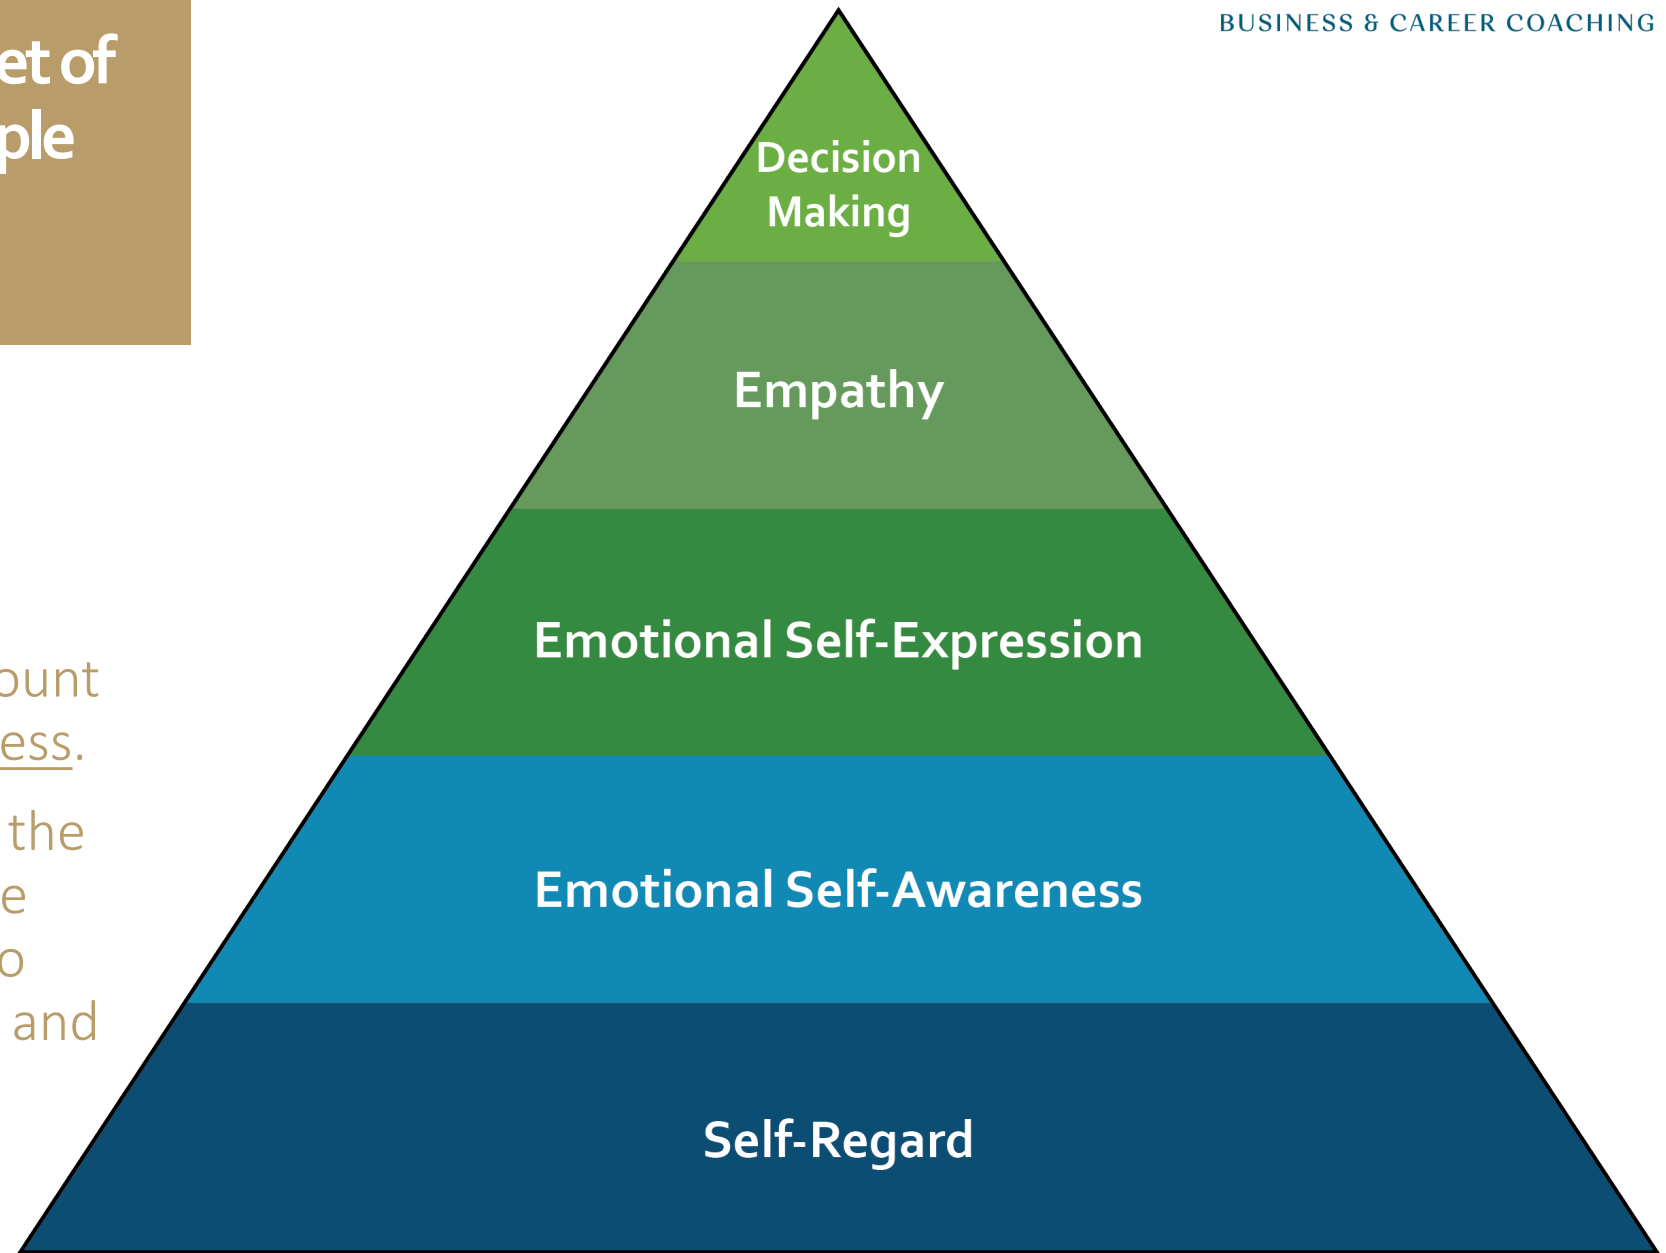 et of
ple
BUSINESS & CAREER COACHING
Decision
Making
Empathy
Emotional Self-Expression
Emotional Self-Awareness
Self-Regard
ount
ess.
the
e
o
and